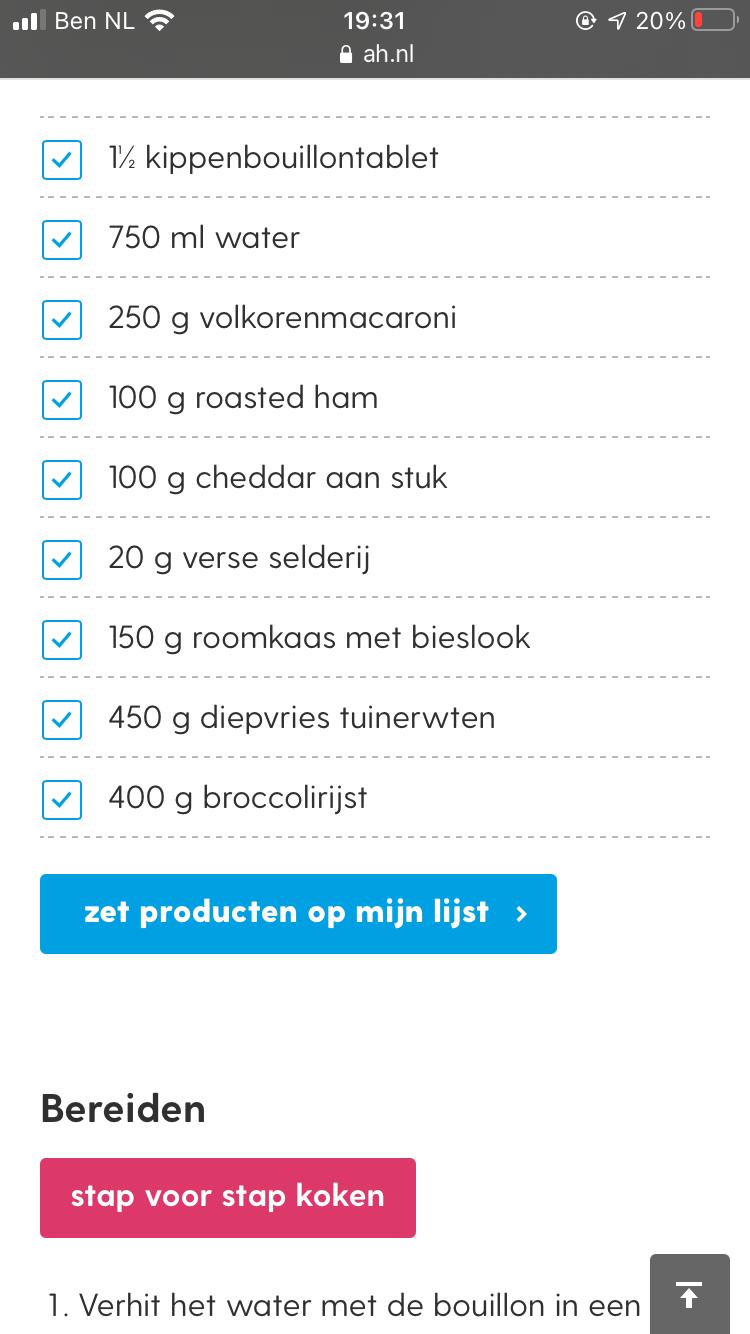 Ben NL 19:31 20%
ah.nl
1½ kippenbouillontablet
750 ml water
250 g volkorenmacaroni
100 g roasted ham
100 g cheddar aan stuk
20 g verse selderij
150 g roomkaas met bieslook
450 g diepvries tuinerwten
400 g broccolirijst
zet producten op mijn lijst
Bereiden
stap voor stap koken
1. Verhit het water met de bouillon in een